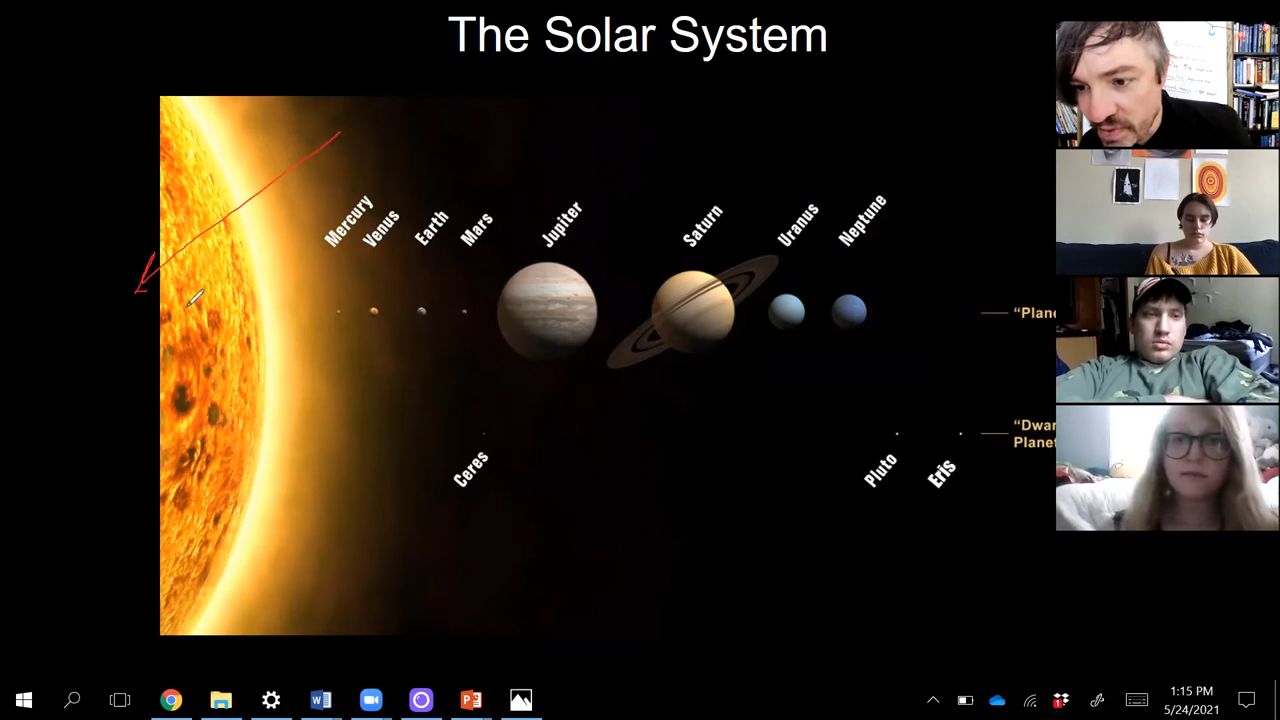 The Solar System
Mercury
Venus
Earth
Mars
Jupiter
Saturn
Uranus
Neptune
"Plane
Ceres
Pluto
Eris
"Dwar
Planet
1
1:15 PM
5/24/2021